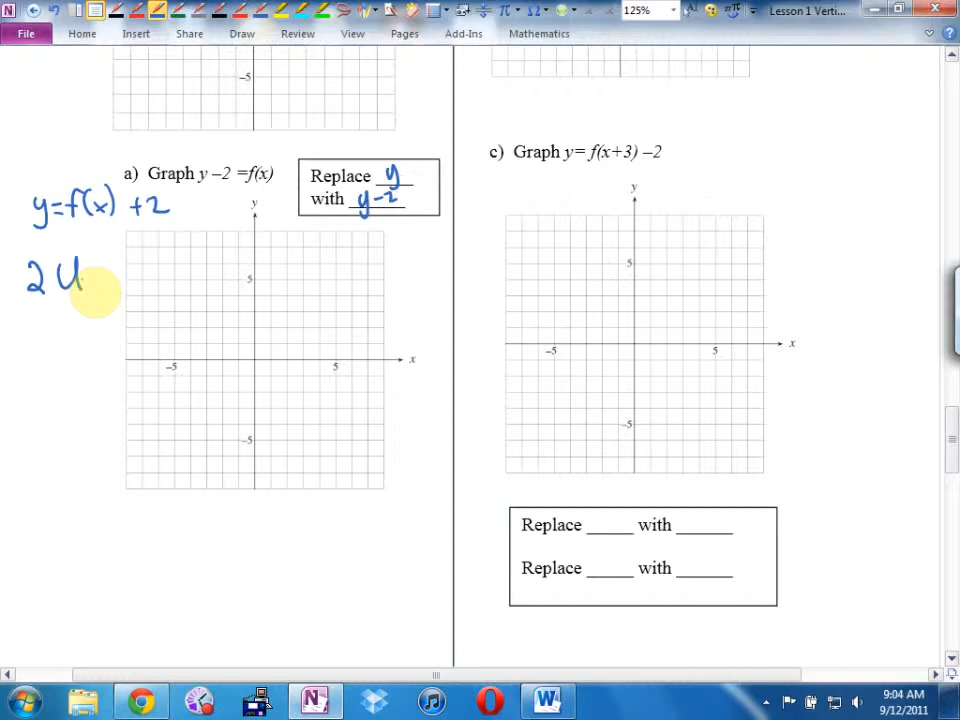 125%
Lesson 1 Verti...
File Home Insert Share Draw Review View Pages Add-Ins Mathematics
–5
a) Graph y –2 =f(x)
Replace y
with y-2
y=f(x) +2
2 U
y
5
–5
5
x
–5
c) Graph y= f(x+3) –2
y
5
–5
5
x
–5
Replace _____ with ______
Replace _____ with ______
9:04 AM
9/12/2011